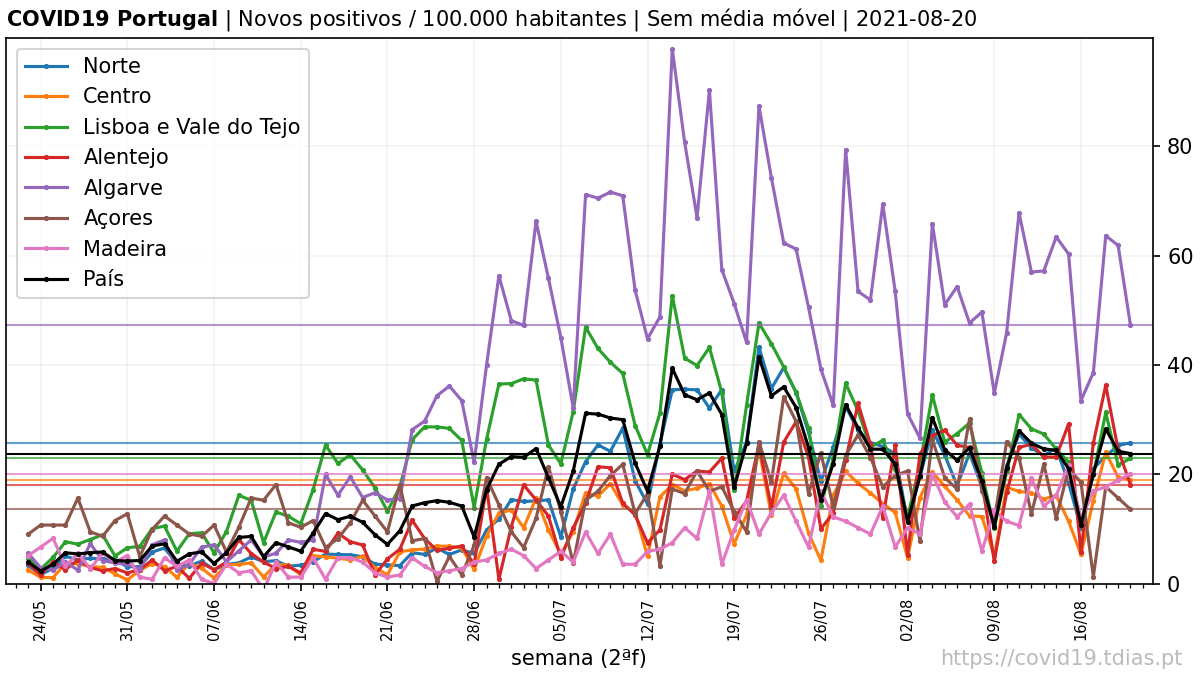 COVID19 Portugal | Novos positivos / 100.000 habitantes | Sem média móvel | 2021-08-20
Norte
Centro
Lisboa e Vale do Tejo
Alentejo
Algarve
Açores
Madeira
País
80
60
40
20
0
24/05
31/05
07/06
14/06
21/06
28/06
05/07
12/07
19/07
26/07
02/08
09/08
16/08
semana (2ªf)
https://covid19.tdias.pt